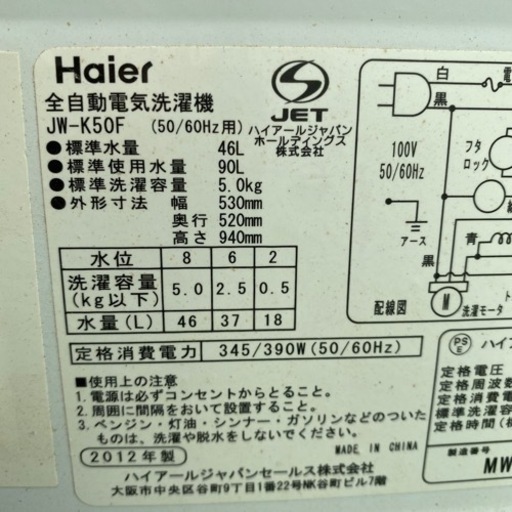 Haier
全自動電気洗濯機
JW-K50F (50/60Hz用)
JET
ハイアールジャパン
ホールディングス
株式会社
●標準水量 46L
●標準使用水量 90L
●標準洗濯容量 5.0kg
●外形寸法 幅 530mm
奥行 520mm
高さ 940mm
水位 8 6 2
洗濯容量(kg以下) 5.0 2.5 0.5
水量(L) 46 37 18
定格消費電力 345/390W(50/60Hz)
■使用上の注意
1.電源は必ずコンセントからとること。
2.周囲に間隔をおいて設置すること。
3.ベンジン・灯油・シンナー・ガソリンなどのついた
ものは、洗濯や脱水をしないでください。
2012年製
MADE IN CHINA
ハイアールジャパンセールス株式会社
大阪市中央区谷町9丁目1番22号NK谷町ビル7階
白
電
黒
100V
50/60Hz
フタ
ロック
アース
青
黒
M
洗濯モータ
ト
配線図
PS
E
ハイ
定格電圧
定格周波数
定格消費電
標準洗濯容
定格時間(
製造番号
MW